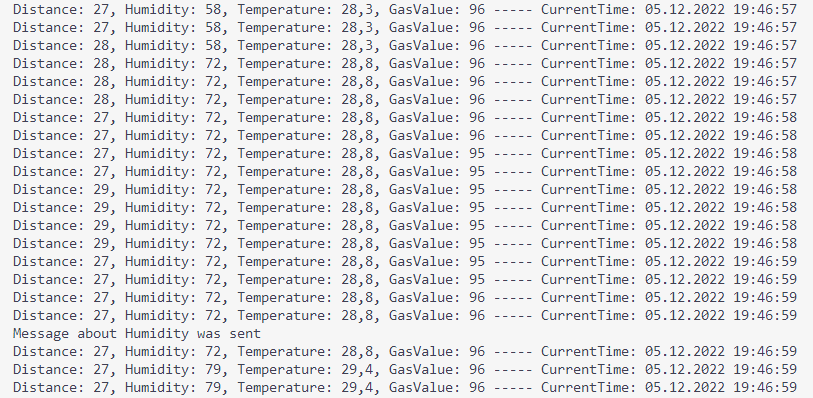 Distance: 27, Humidity: 58, Temperature: 28,3, GasValue: 96 ----- CurrentTime: 05.12.2022 19:46:57
Distance: 27, Humidity: 58, Temperature: 28,3, GasValue: 96 ----- CurrentTime: 05.12.2022 19:46:57
Distance: 28, Humidity: 58, Temperature: 28,3, GasValue: 96 ----- CurrentTime: 05.12.2022 19:46:57
Distance: 28, Humidity: 72, Temperature: 28,8, GasValue: 96 ----- CurrentTime: 05.12.2022 19:46:57
Distance: 28, Humidity: 72, Temperature: 28,8, GasValue: 96 ----- CurrentTime: 05.12.2022 19:46:57
Distance: 28, Humidity: 72, Temperature: 28,8, GasValue: 96 ----- CurrentTime: 05.12.2022 19:46:57
Distance: 27, Humidity: 72, Temperature: 28,8, GasValue: 96 ----- CurrentTime: 05.12.2022 19:46:58
Distance: 27, Humidity: 72, Temperature: 28,8, GasValue: 96 ----- CurrentTime: 05.12.2022 19:46:58
Distance: 27, Humidity: 72, Temperature: 28,8, GasValue: 95 ----- CurrentTime: 05.12.2022 19:46:58
Distance: 27, Humidity: 72, Temperature: 28,8, GasValue: 95 ----- CurrentTime: 05.12.2022 19:46:58
Distance: 29, Humidity: 72, Temperature: 28,8, GasValue: 95 ----- CurrentTime: 05.12.2022 19:46:58
Distance: 29, Humidity: 72, Temperature: 28,8, GasValue: 95 ----- CurrentTime: 05.12.2022 19:46:58
Distance: 29, Humidity: 72, Temperature: 28,8, GasValue: 95 ----- CurrentTime: 05.12.2022 19:46:58
Distance: 29, Humidity: 72, Temperature: 28,8, GasValue: 95 ----- CurrentTime: 05.12.2022 19:46:58
Distance: 27, Humidity: 72, Temperature: 28,8, GasValue: 95 ----- CurrentTime: 05.12.2022 19:46:59
Distance: 27, Humidity: 72, Temperature: 28,8, GasValue: 95 ----- CurrentTime: 05.12.2022 19:46:59
Distance: 27, Humidity: 72, Temperature: 28,8, GasValue: 96 ----- CurrentTime: 05.12.2022 19:46:59
Distance: 27, Humidity: 72, Temperature: 28,8, GasValue: 96 ----- CurrentTime: 05.12.2022 19:46:59
Message about Humidity was sent
Distance: 27, Humidity: 72, Temperature: 28,8, GasValue: 96 ----- CurrentTime: 05.12.2022 19:46:59
Distance: 27, Humidity: 79, Temperature: 29,4, GasValue: 96 ----- CurrentTime: 05.12.2022 19:46:59
Distance: 27, Humidity: 79, Temperature: 29,4, GasValue: 96 ----- CurrentTime: 05.12.2022 19:46:59